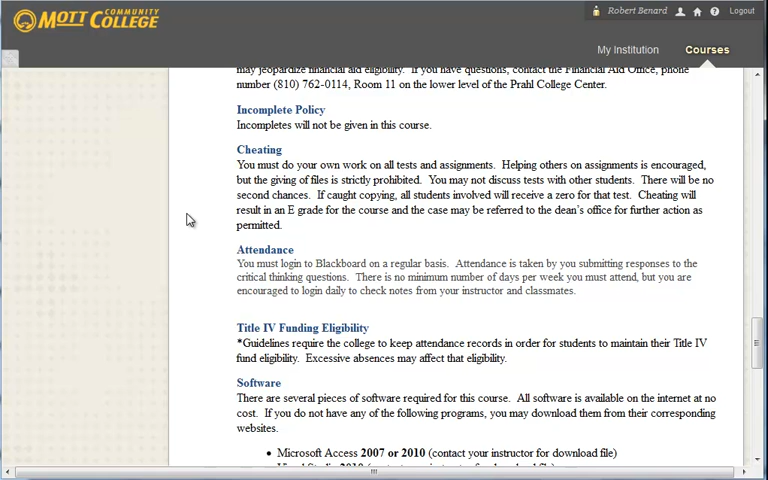 MOTT COMMUNITY COLLEGE
Robert Benard Logout
My Institution Courses
may jeopardize financial aid eligibility. If you have questions, contact the Financial Aid Office, phone
number (810) 762-0114, Room 11 on the lower level of the Prahl College Center.
Incomplete Policy
Incompletes will not be given in this course.
Cheating
You must do your own work on all tests and assignments. Helping others on assignments is encouraged,
but the giving of files is strictly prohibited. You may not discuss tests with other students. There will be no
second chances. If caught copying, all students involved will receive a zero for that test. Cheating will
result in an E grade for the course and the case may be referred to the dean's office for further action as
permitted.
Attendance
You must login to Blackboard on a regular basis. Attendance is taken by you submitting responses to the
critical thinking questions. There is no minimum number of days per week you must attend, but you are
encouraged to login daily to check notes from your instructor and classmates.
Title IV Funding Eligibility
*Guidelines require the college to keep attendance records in order for students to maintain their Title IV
fund eligibility. Excessive absences may affect that eligibility.
Software
There are several pieces of software required for this course. All software is available on the internet at no
cost. If you do not have any of the following programs, you may download them from their corresponding
websites.
• Microsoft Access 2007 or 2010 (contact your instructor for download file)